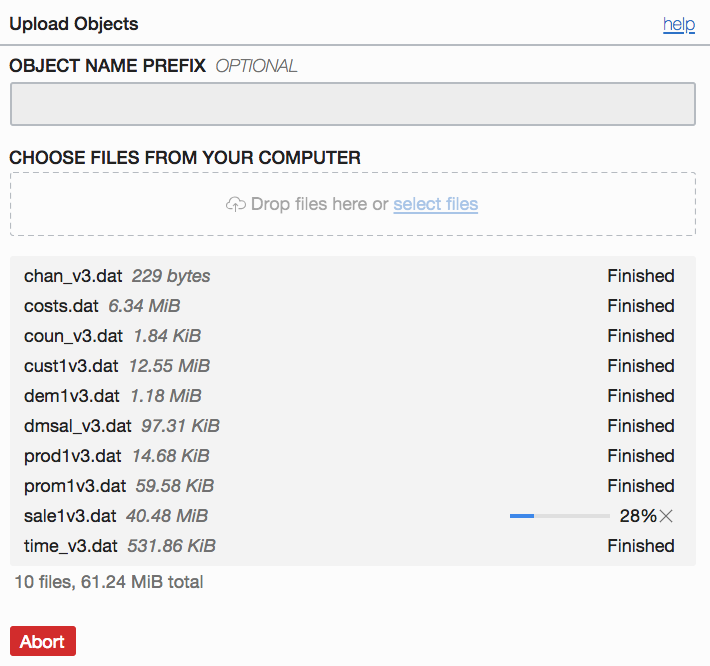 Upload Objects help
OBJECT NAME PREFIX OPTIONAL
CHOOSE FILES FROM YOUR COMPUTER
Drop files here or select files
chan_v3.dat 229 bytes Finished
costs.dat 6.34 MiB Finished
coun_v3.dat 1.84 KiB Finished
cust1v3.dat 12.55 MiB Finished
dem1v3.dat 1.18 MiB Finished
dmsal_v3.dat 97.31 KiB Finished
prod1v3.dat 14.68 KiB Finished
prom1v3.dat 59.58 KiB Finished
sale1v3.dat 40.48 MiB 28%
time_v3.dat 531.86 KiB Finished
10 files, 61.24 MiB total
Abort